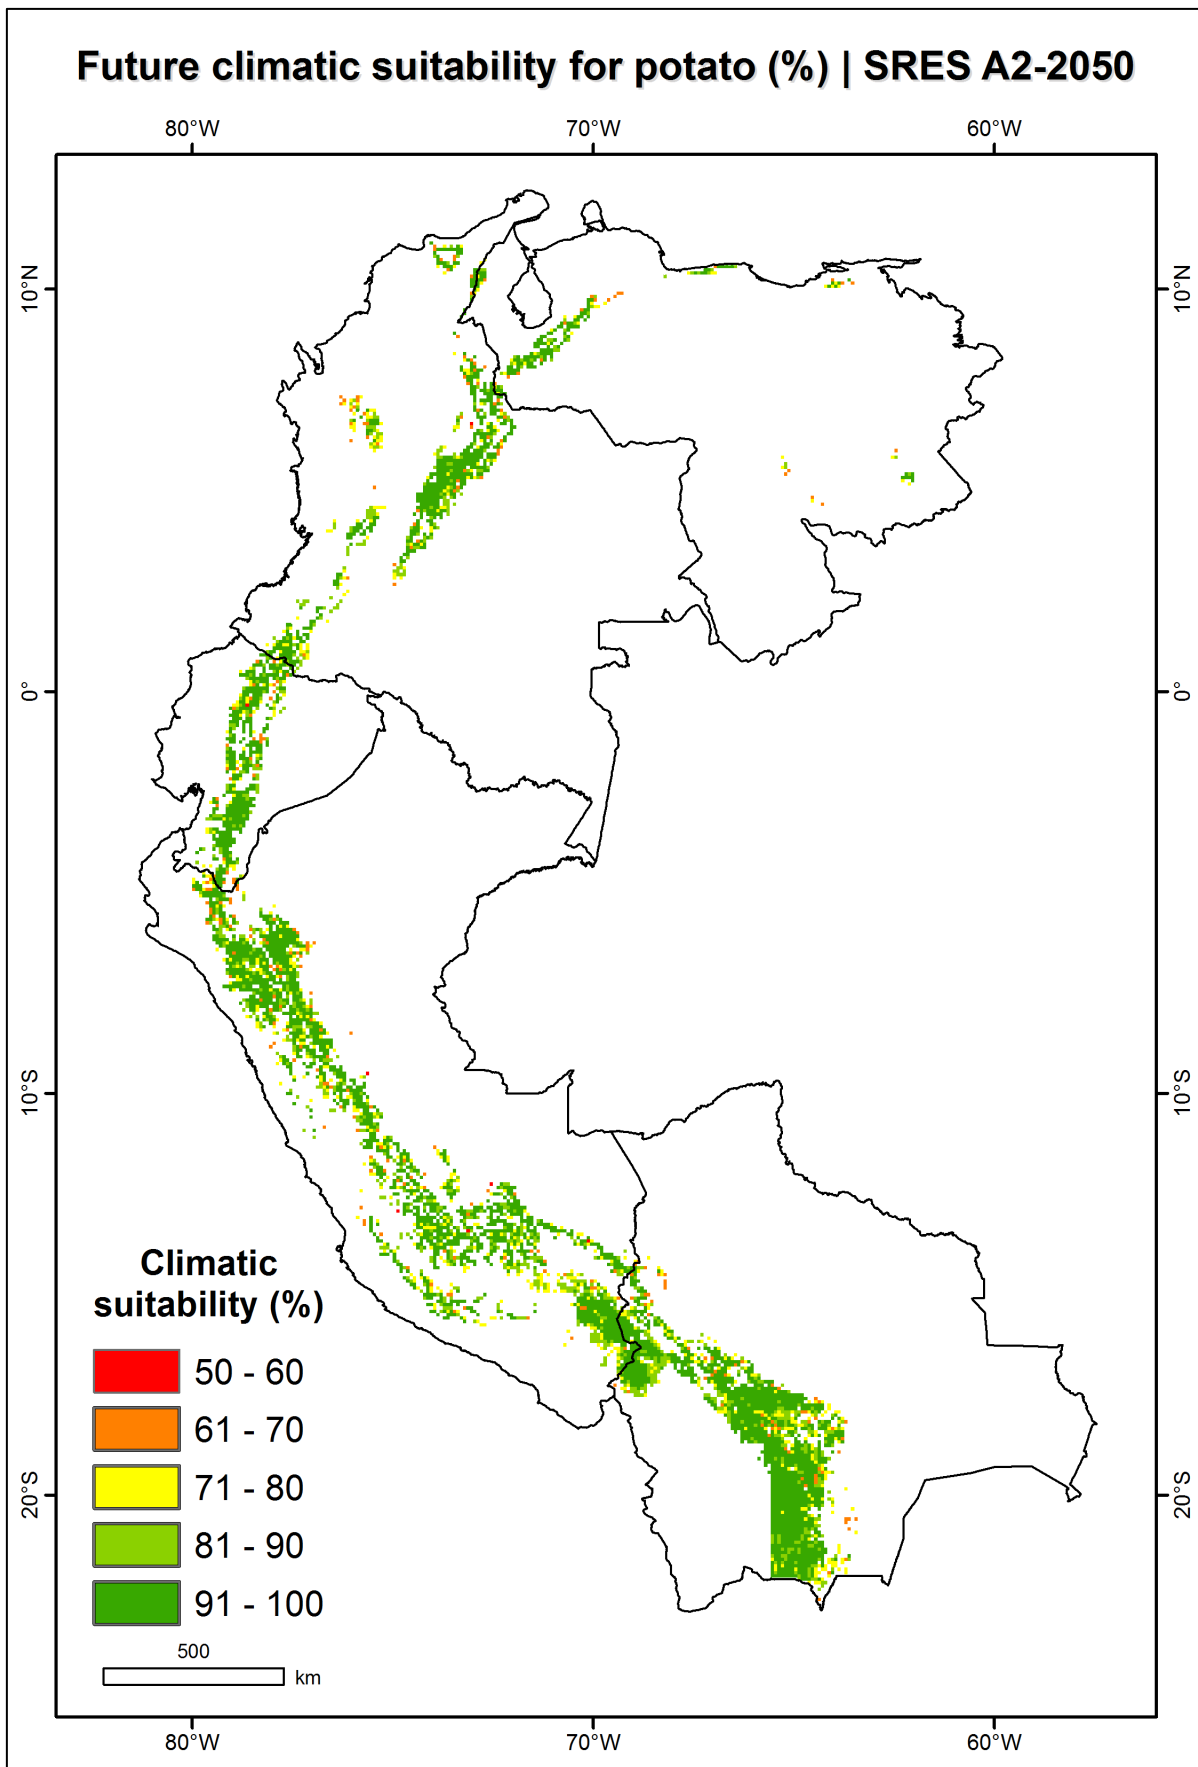 Future climatic suitability for potato (%) | SRES A2-2050
80°W 70°W 60°W
10°N 10°N
0° 0°
10°S 10°S
20°S 20°S
Climatic
suitability (%)
50 - 60
61 - 70
71 - 80
81 - 90
91 - 100
500
km
80°W 70°W 60°W